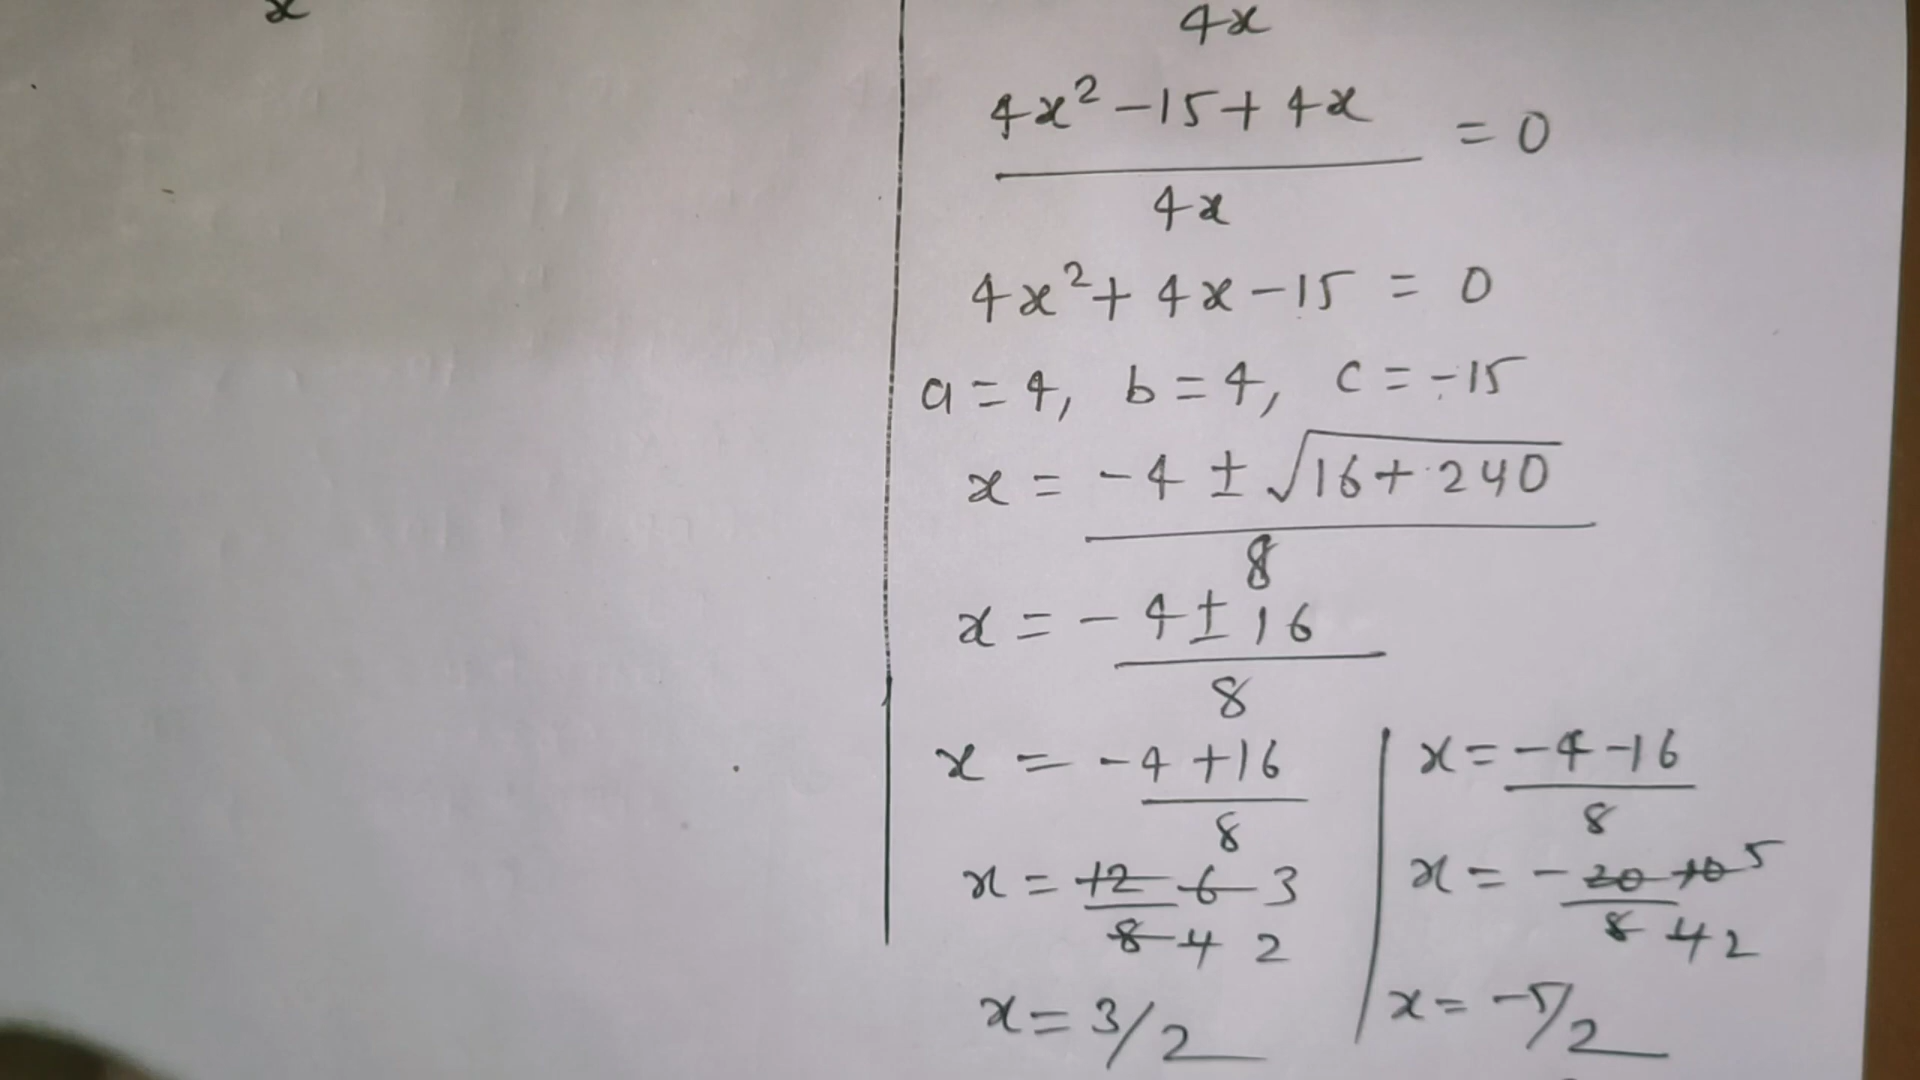 x
4x
4x² - 15 + 4x = 0
4x
4x² + 4x - 15 = 0
a = 4, b = 4, c = -15
x = -4 ± √16 + 240
8
x = -4 ± 16
8
x = -4 + 16
8
x = 12 6 3
8 4 2
x = 3/2
x = -4 - 16
8
x = -20 10 5
8 4 2
x = -5/2